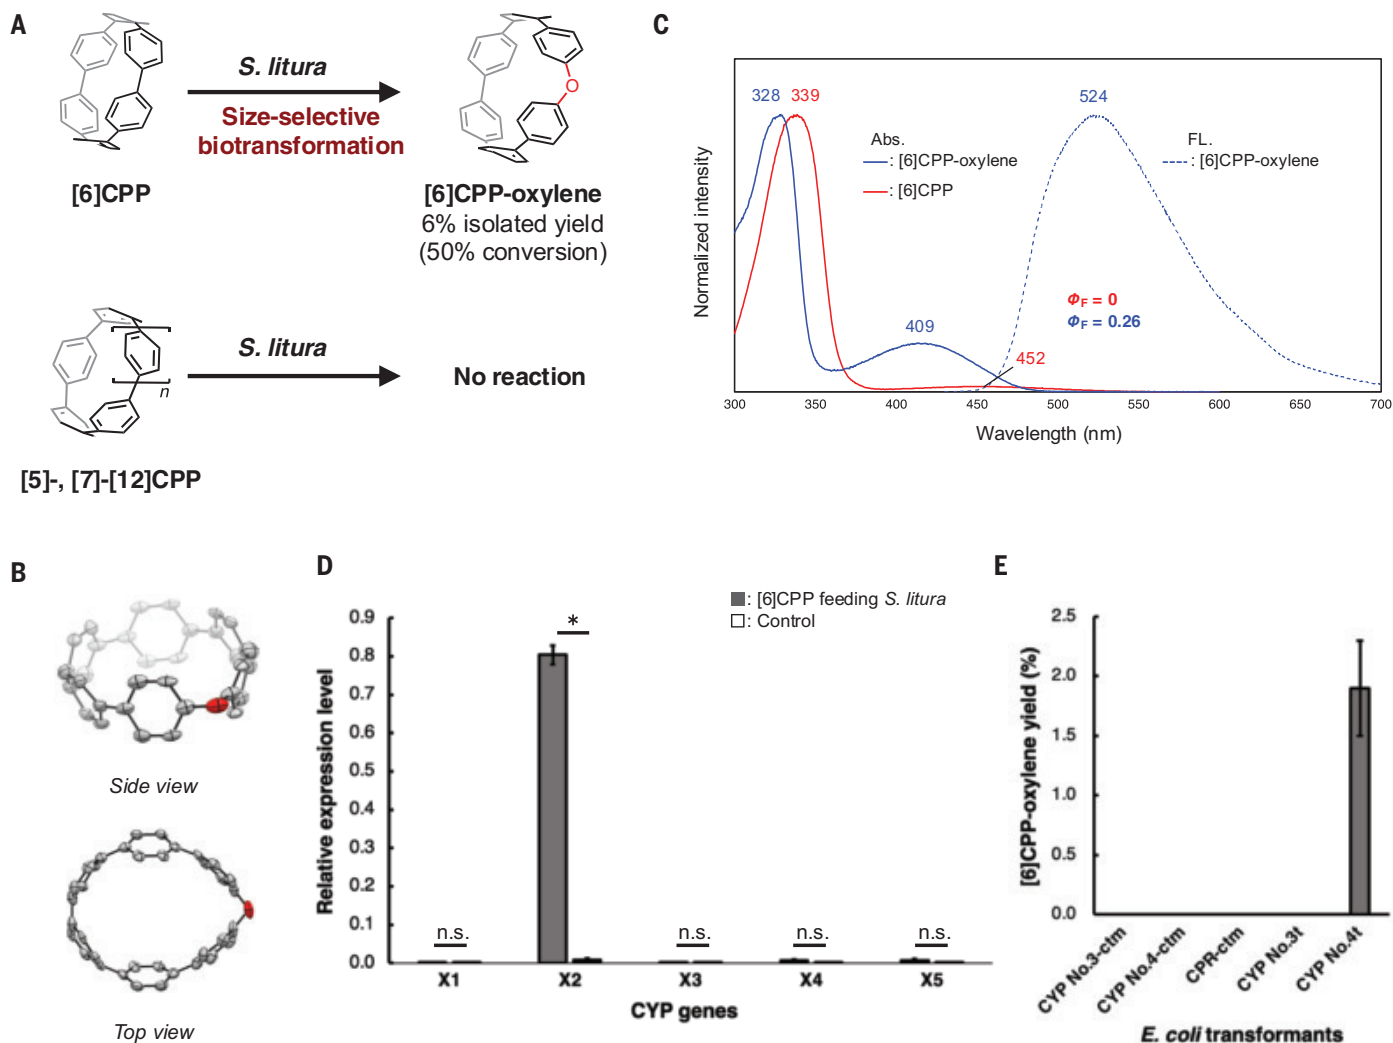 A
S. litura
Size-selective
biotransformation
O
[6]CPP
[6]CPP-oxylene
6% isolated yield
(50% conversion)
S. litura
n
No reaction
[5]-, [7]-[12]CPP
B
Side view
Top view
C
328
339
524
Abs.
: [6]CPP-oxylene
: [6]CPP
FL.
: [6]CPP-oxylene
409
452
ΦF = 0
ΦF = 0.26
Normalized intensity
300
350
400
450
500
550
600
650
700
Wavelength (nm)
D
: [6]CPP feeding S. litura
: Control
Relative expression level
0.9
0.8
0.7
0.6
0.5
0.4
0.3
0.2
0.1
0.0
n.s.
*
n.s.
n.s.
n.s.
X1
X2
X3
X4
X5
CYP genes
E
[6]CPP-oxylene yield (%)
2.5
2.0
1.5
1.0
0.5
0.0
CYP No.3-ctm
CYP No.4-ctm
CPR-ctm
CYP No.3t
CYP No.4t
E. coli transformants